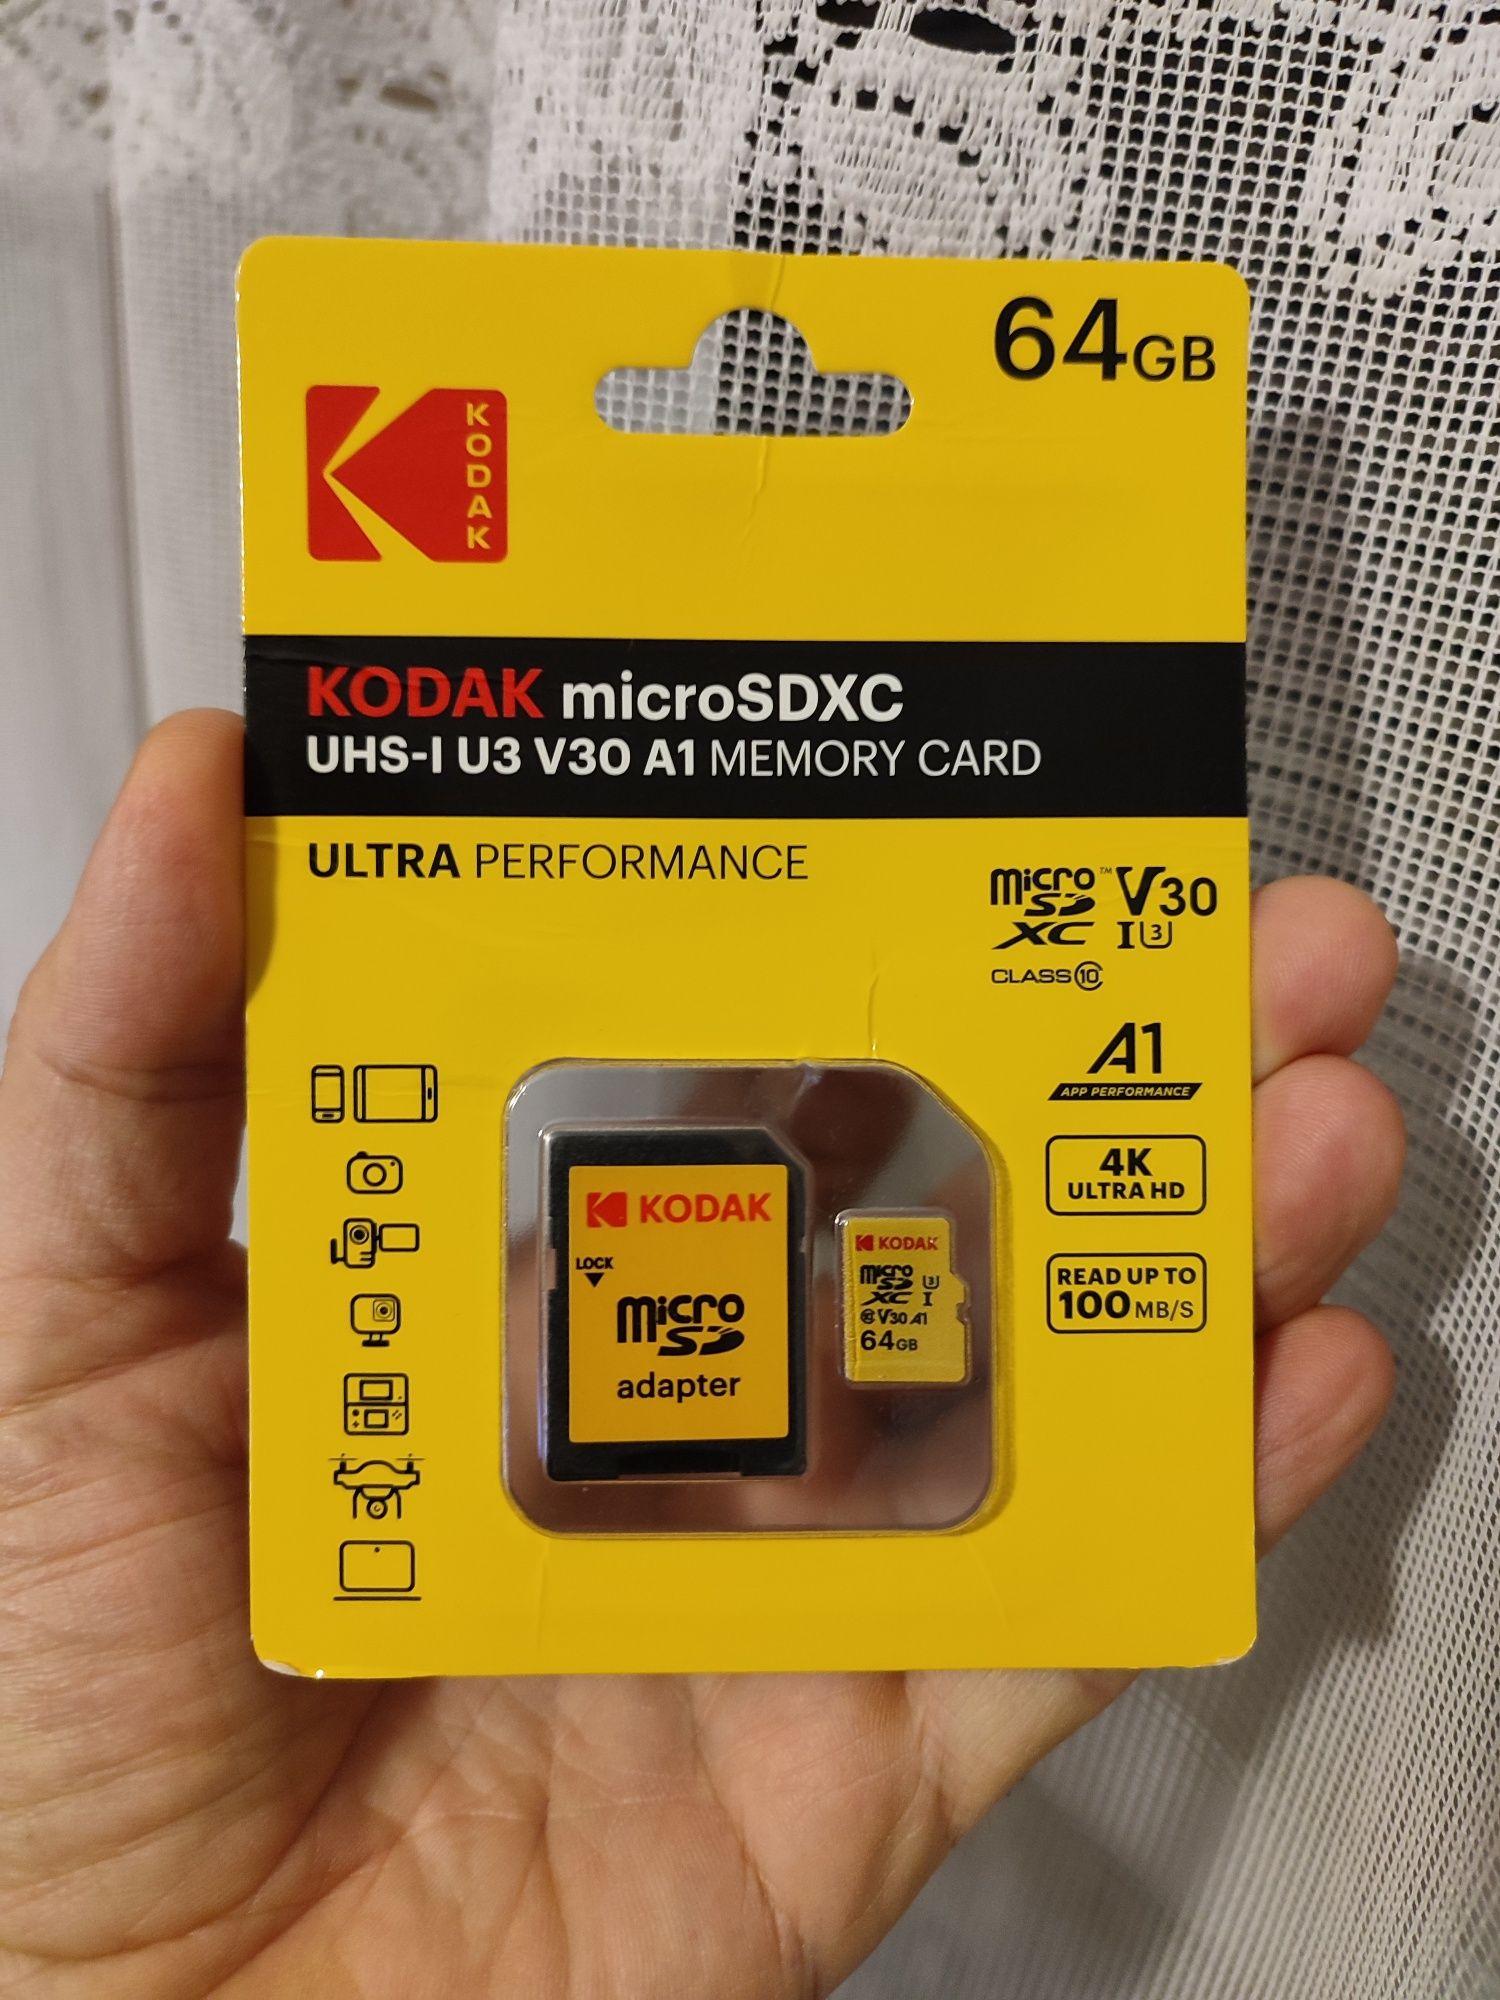 64GB
KODAK
KODAK microSDXC
UHS-I U3 V30 A1 MEMORY CARD
ULTRA PERFORMANCE
micro SD XC™ V30
I 3
CLASS 10
A1
APP PERFORMANCE
4K
ULTRA HD
READ UP TO
100 MB/S
KODAK
LOCK
micro
SD
adapter
KODAK
micro
SD 3
XC I
10 V30 A1
64GB